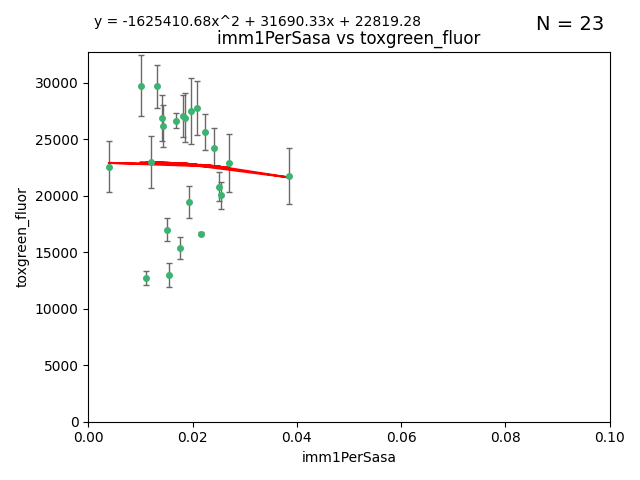 y = -1625410.68x^2 + 31690.33x + 22819.28
N = 23
imm1PerSasa vs toxgreen_fluor
30000
25000
20000
15000
10000
5000
0
toxgreen_fluor
0.00
0.02
0.04
0.06
0.08
0.10
imm1PerSasa